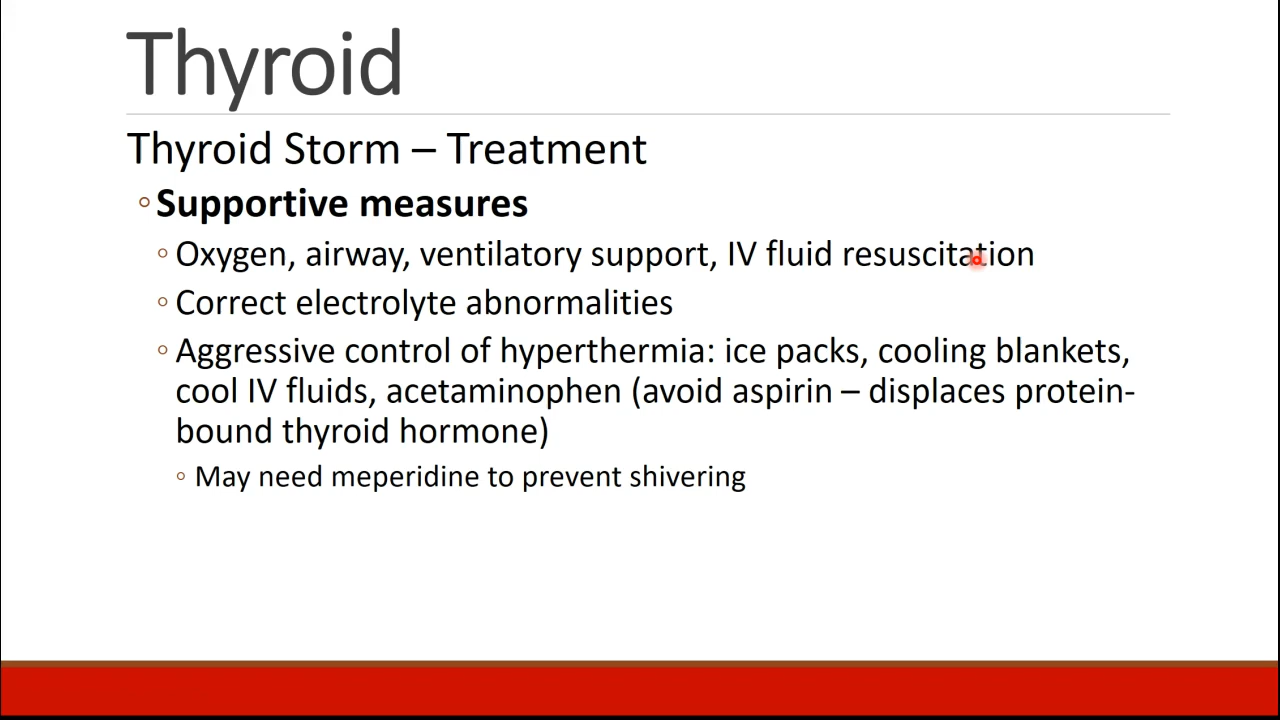 Thyroid
Thyroid Storm – Treatment
◦Supportive measures
◦Oxygen, airway, ventilatory support, IV fluid resuscitation
◦Correct electrolyte abnormalities
◦Aggressive control of hyperthermia: ice packs, cooling blankets,
cool IV fluids, acetaminophen (avoid aspirin – displaces protein-
bound thyroid hormone)
◦May need meperidine to prevent shivering